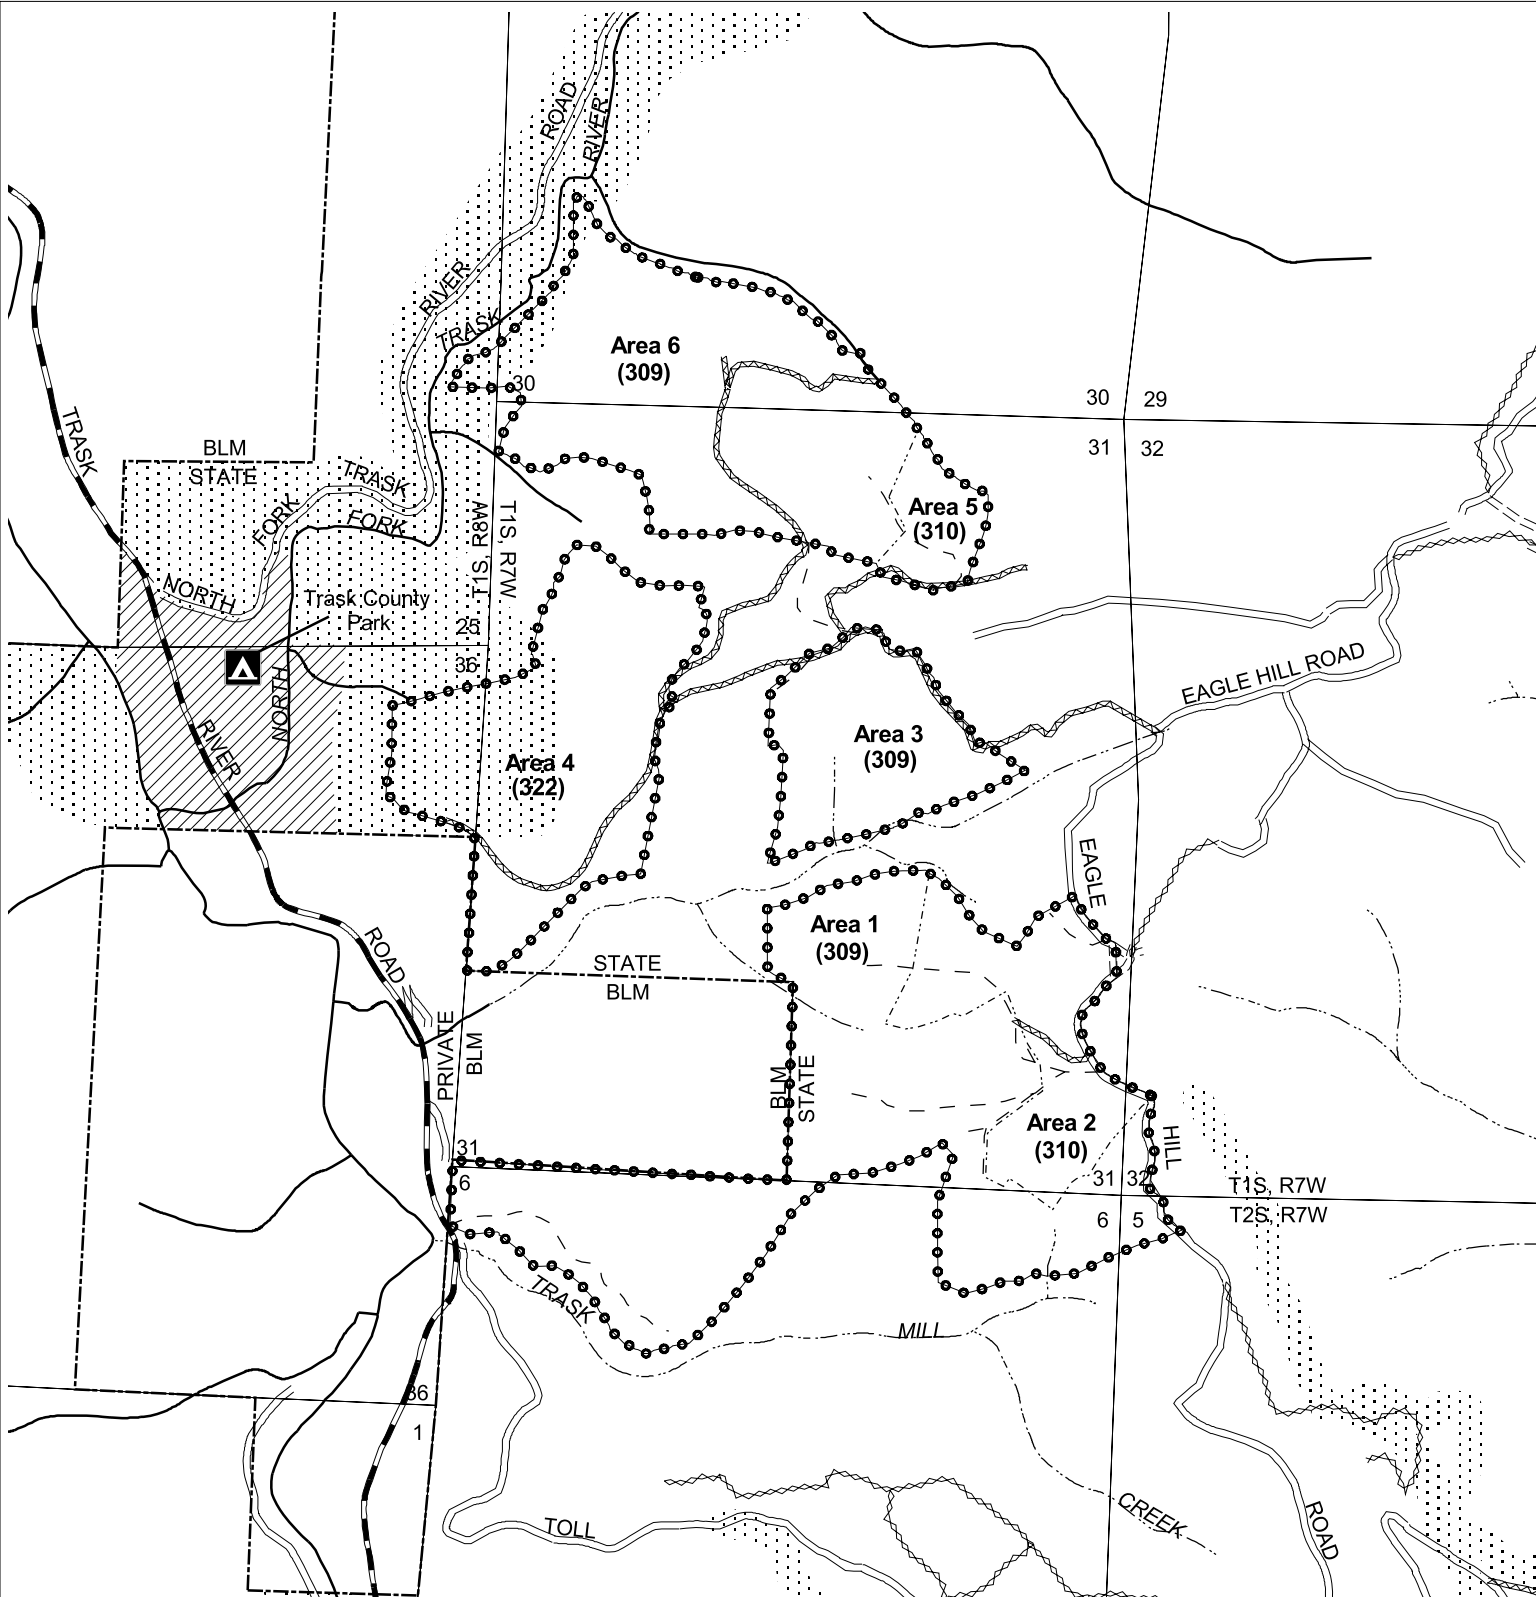 ROAD
RIVER
RIVER
TRASK
Area 6
(309)
30
30
29
31
32
TRASK
BLM
STATE
TRASK
FORK
FORK
T1S, R8W
T1S, R7W
Area 5
(310)
NORTH
Trask County
Park
25
36
NORTH
RIVER
EAGLE HILL ROAD
Area 3
(309)
Area 4
(322)
EAGLE
Area 1
(309)
ROAD
STATE
BLM
PRIVATE
BLM
BLM
STATE
Area 2
(310)
HILL
31
6
31
32
T1S, R7W
T2S, R7W
6
5
TRASK
MILL
36
1
CREEK
TOLL
ROAD